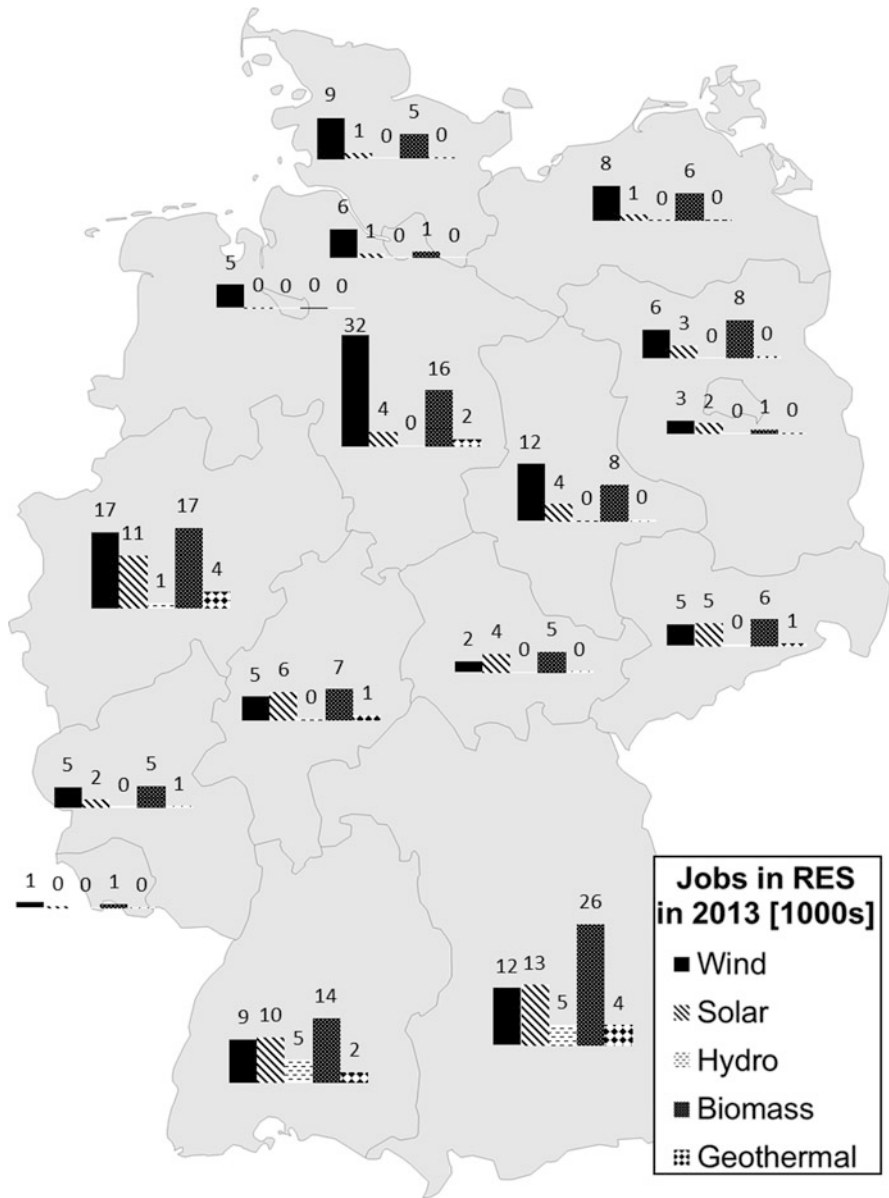 9 1 0 5 0
8 1 0 6 0
6 1 0 1 0
5 0 0 0 0
6 3 0 8 0
32 4 0 16 2
3 2 0 1 0
12 4 0 8 0
17 11 1 17 4
5 5 0 6 1
2 4 0 5 0
5 6 0 7 1
5 2 0 5 1
1 0 0 1 0
12 13 5 26 4
9 10 5 14 2
Jobs in RES
in 2013 [1000s]
Wind
Solar
Hydro
Biomass
Geothermal